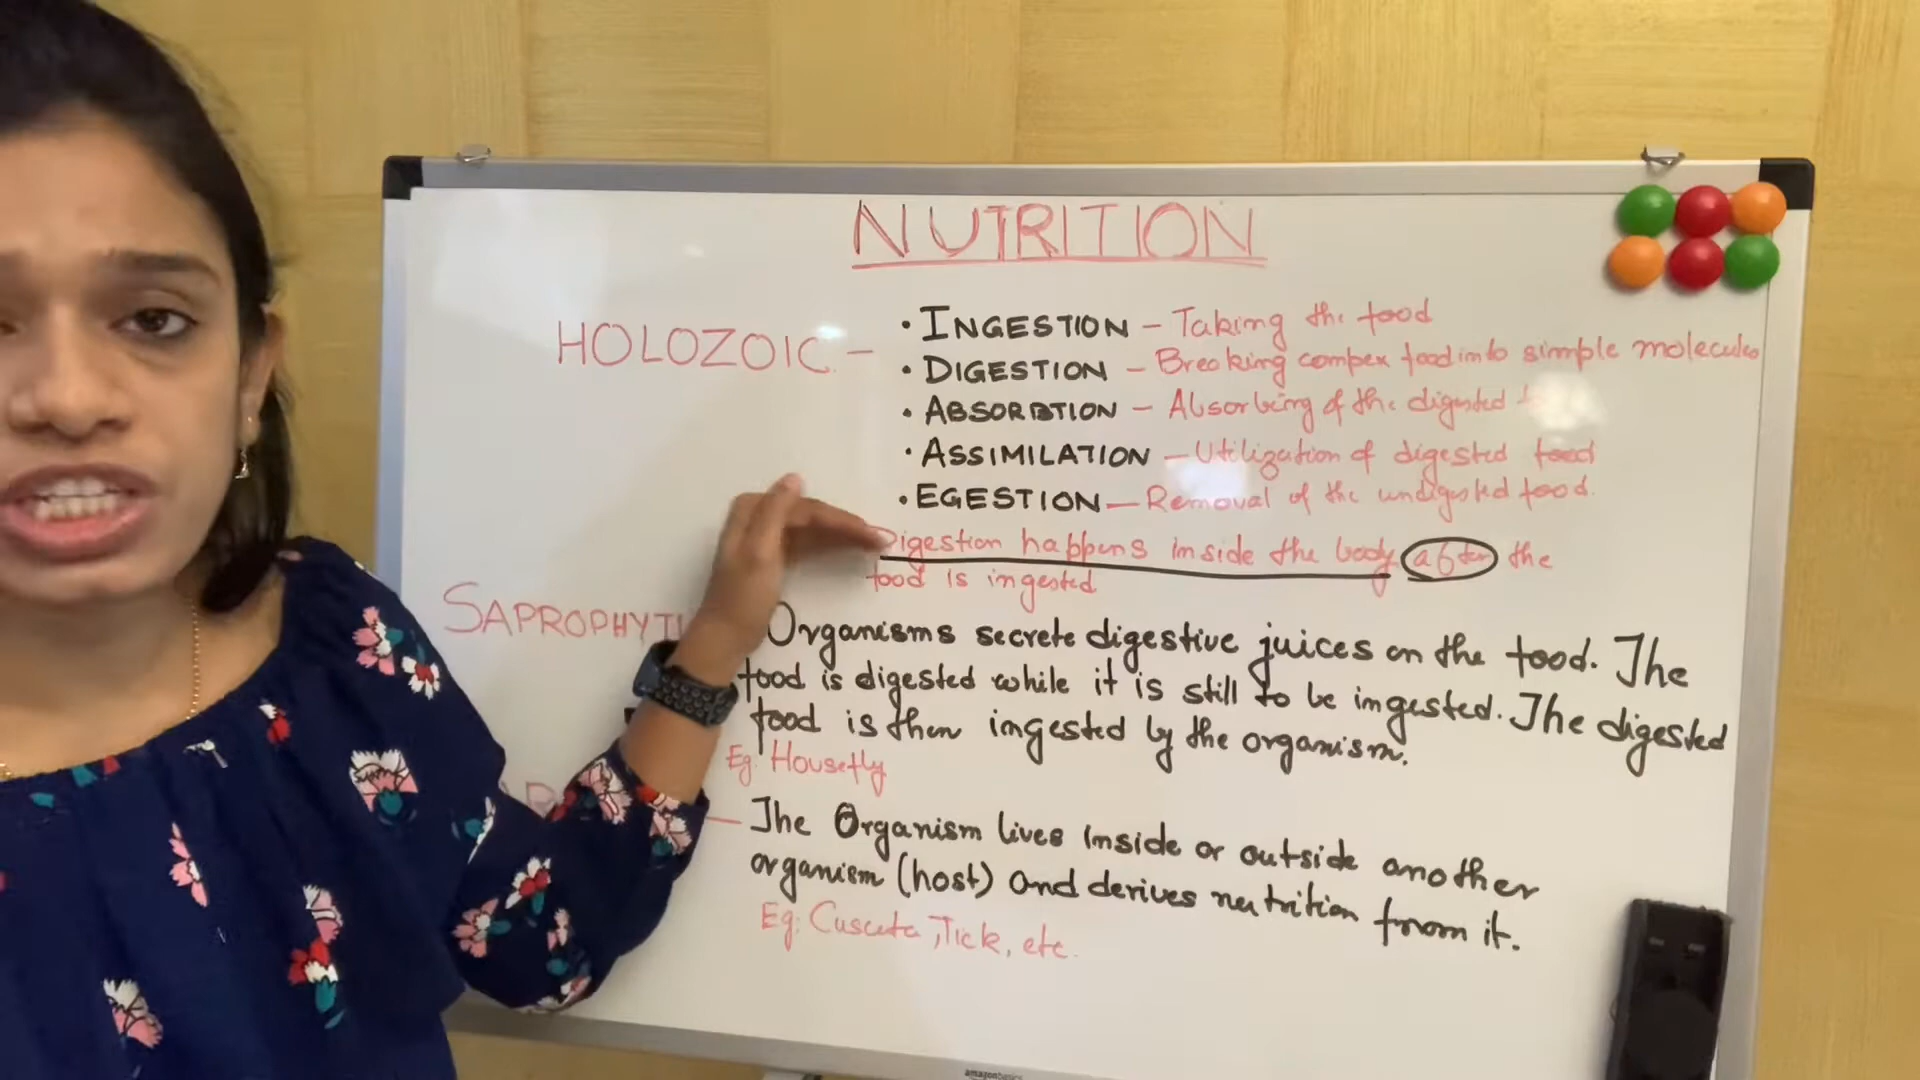 NUTRITION
HOLOZOIC -
• INGESTION - Taking the food
• DIGESTION - Breaking compex food into simple molecules
• ABSORBTION - Absorbing of the digested
• ASSIMILATION - Utilization of digested food
• EGESTION - Removal of the undigested food.
Digestion happens inside the body after the
food is ingested
SAPROPHYTI
Organisms secrete digestive juices on the food. The
food is digested while it is still to be ingested. The digested
food is then ingested by the organism.
Eg. Housefly
- The Organism lives inside or outside another
organism (host) and derives nutrition from it.
Eg: Cuscuta, Tick, etc.
amazonbasics